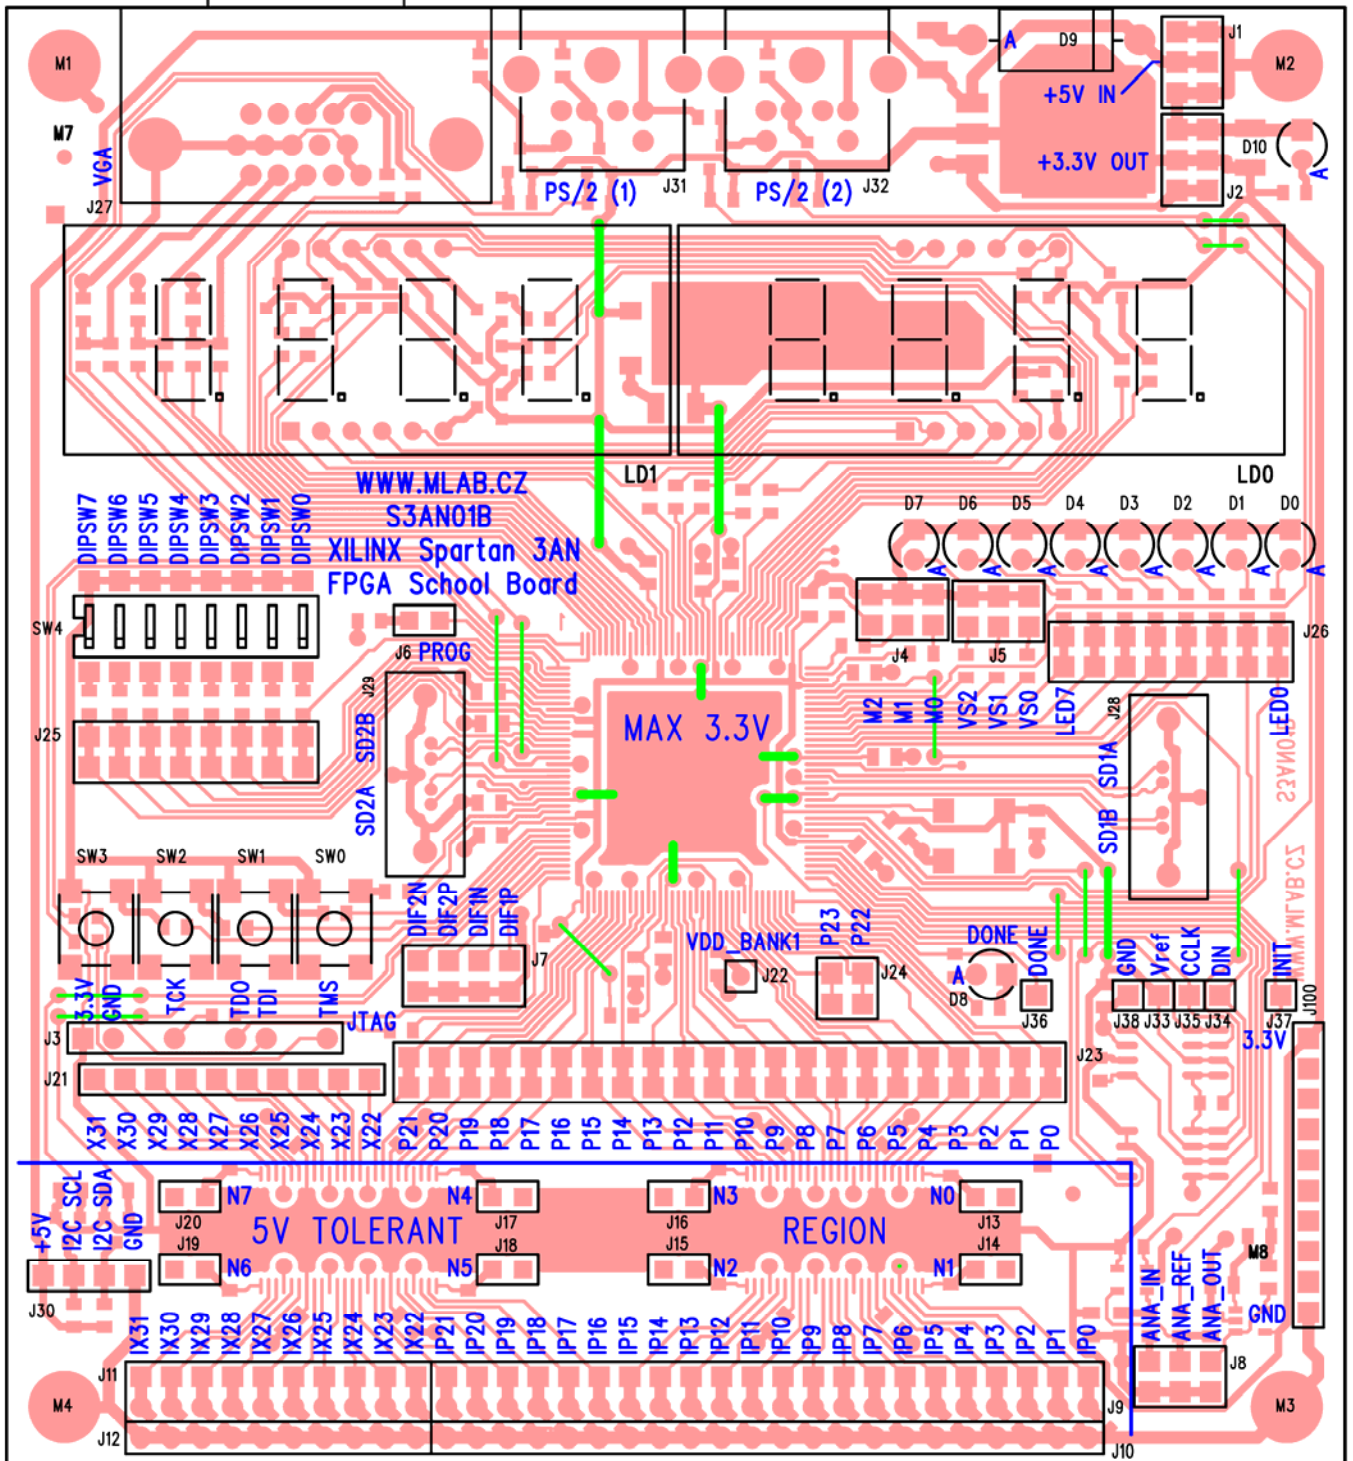 M1
M7
VGA
J27
PS/2 (1)
J31
PS/2 (2)
J32
A
D9
J1
M2
+5V IN
+3.3V OUT
D10
A
J2
LD1
LD0
WWW.MLAB.CZ
S3AN01B
XILINX Spartan 3AN
FPGA School Board
DIPSW7
DIPSW6
DIPSW5
DIPSW4
DIPSW3
DIPSW2
DIPSW1
DIPSW0
D7
D6
D5
D4
D3
D2
D1
D0
A
A
A
A
A
A
A
A
SW4
J6
PROG
1
J4
J5
J26
J29
SD2B
SD2A
MAX 3.3V
M2
M1
M0
VS2
VS1
VS0
LED7
LED0
J28
SD1A
SD1B
S3AN01B
WWW.MLAB.CZ
J25
SW3
SW2
SW1
SW0
DIF2N
DIF2P
DIF1N
DIF1P
J7
VDD_BANK1
J22
P23
P22
J24
DONE
A
D8
DONE
J36
GND
Vref
CCLK
DIN
INIT
J38
J33
J35
J34
J37
J100
3.3V
3.3V
GND
TCK
TDO
TDI
TMS
JTAG
J3
J21
J23
X31
X30
X29
X28
X27
X26
X25
X24
X23
X22
P21
P20
P19
P18
P17
P16
P15
P14
P13
P12
P11
P10
P9
P8
P7
P6
P5
P4
P3
P2
P1
P0
+5V
I2C SCL
I2C SDA
GND
J30
N7
J20
J19
N6
5V TOLERANT
N4
J17
J18
N5
N3
J16
J15
N2
REGION
N0
J13
J14
N1
M8
GND
ANA_IN
ANA_REF
ANA_OUT
J8
IX31
IX30
IX29
IX28
IX27
IX26
IX25
IX24
IX23
IX22
IP21
IP20
IP19
IP18
IP17
IP16
IP15
IP14
IP13
IP12
IP11
IP10
IP9
IP8
IP7
IP6
IP5
IP4
IP3
IP2
IP1
IP0
J11
J9
M4
M3
J12
J10